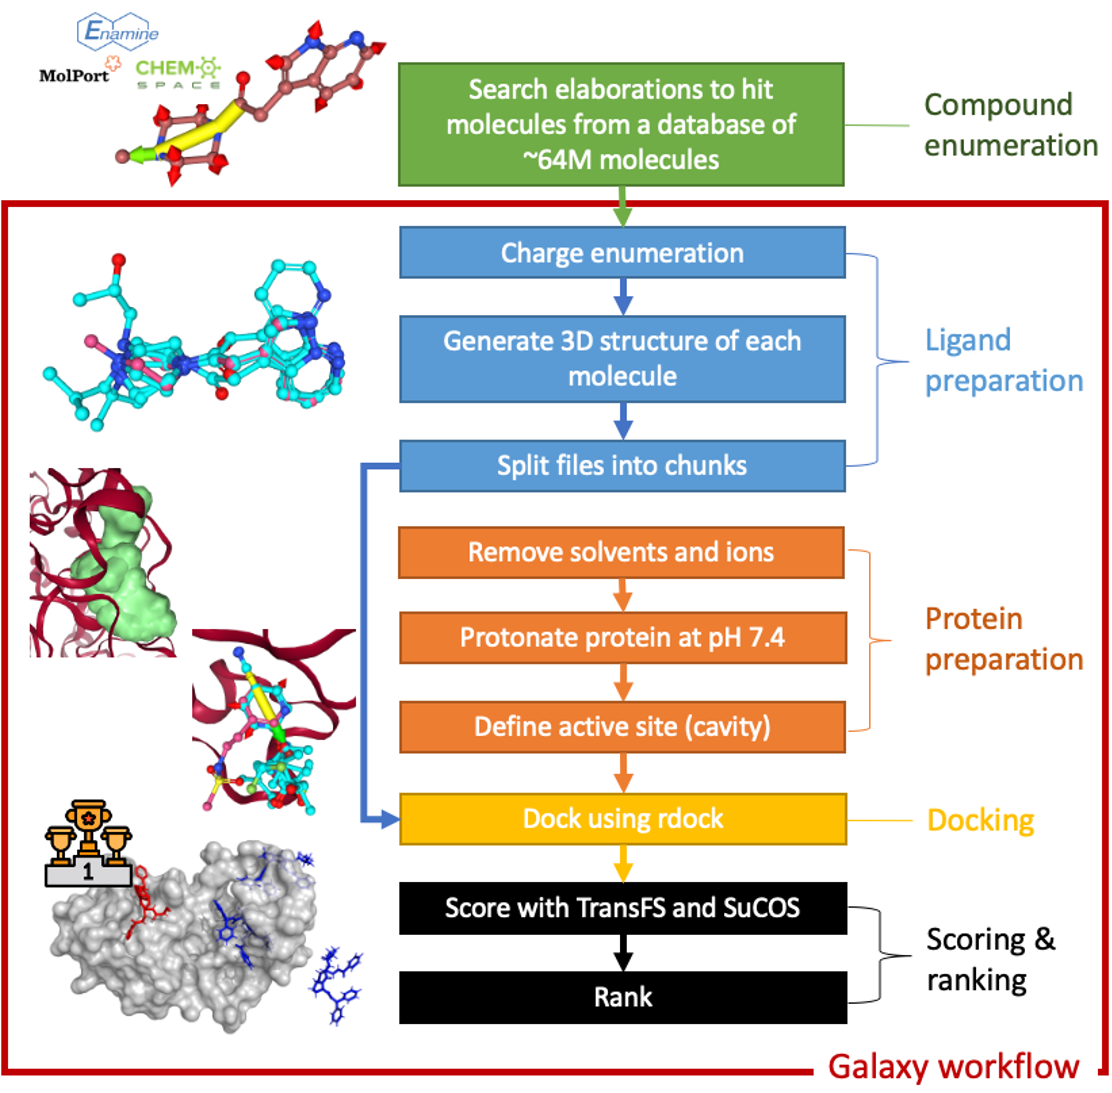 Enamine
MolPort
CHEM
SPACE
Search elaborations to hit
molecules from a database of
~64M molecules
Compound
enumeration
Charge enumeration
Generate 3D structure of each
molecule
Split files into chunks
Ligand
preparation
Remove solvents and ions
Protonate protein at pH 7.4
Define active site (cavity)
Protein
preparation
Dock using rdock
Docking
1
Score with TransFS and SuCOS
Rank
Scoring &
ranking
Galaxy workflow